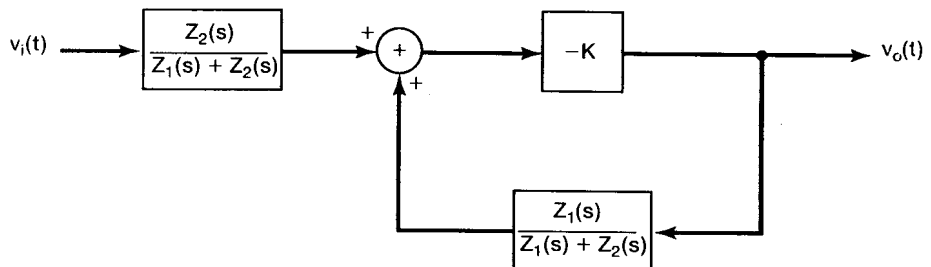 v_i(t)
Z_2(s)
Z_1(s) + Z_2(s)
+
+
+
-K
v_o(t)
Z_1(s)
Z_1(s) + Z_2(s)